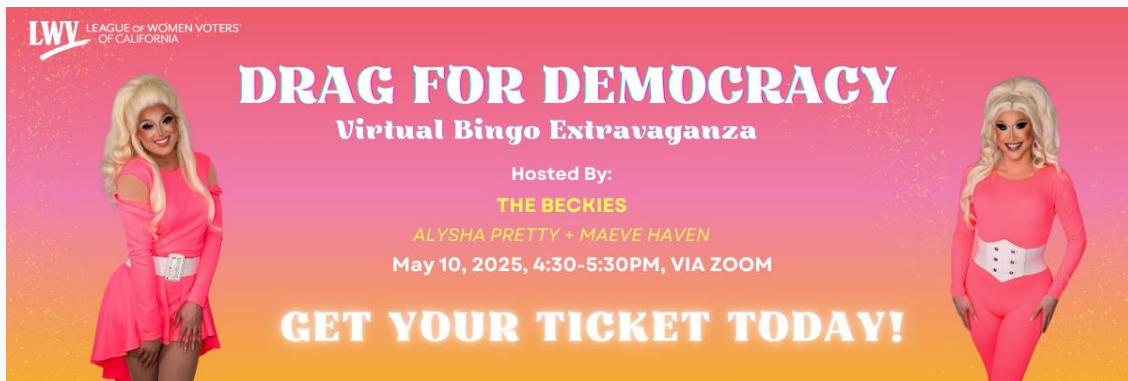 LWV LEAGUE OF WOMEN VOTERS®
OF CALIFORNIA
DRAG FOR DEMOCRACY
Virtual Bingo Extravaganza
Hosted By:
THE BECKIES
ALYSHA PRETTY + MAEVE HAVEN
May 10, 2025, 4:30-5:30PM, VIA ZOOM
GET YOUR TICKET TODAY!